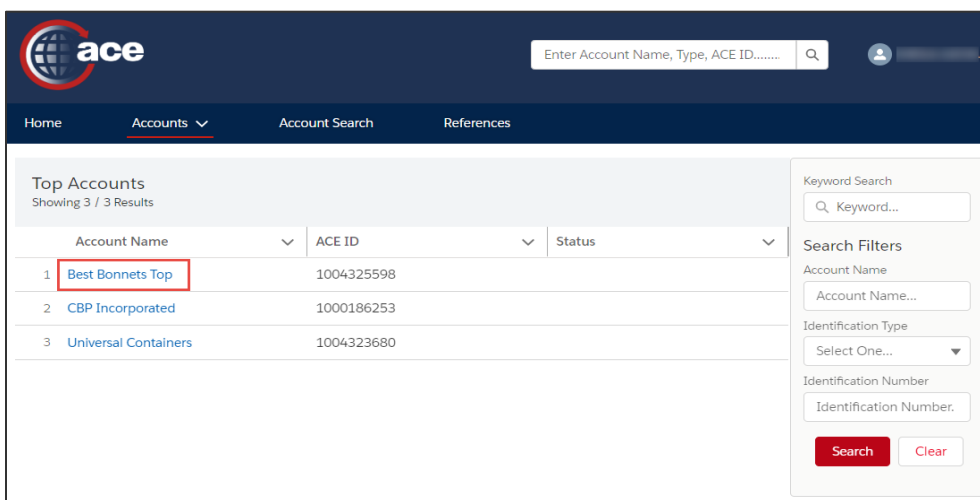 ace
Enter Account Name, Type, ACE ID........
Home Accounts Account Search References
Top Accounts
Showing 3 / 3 Results
Account Name ACE ID Status
1 Best Bonnets Top 1004325598
2 CBP Incorporated 1000186253
3 Universal Containers 1004323680
Keyword Search
Keyword...
Search Filters
Account Name
Account Name...
Identification Type
Select One...
Identification Number
Identification Number.
Search Clear